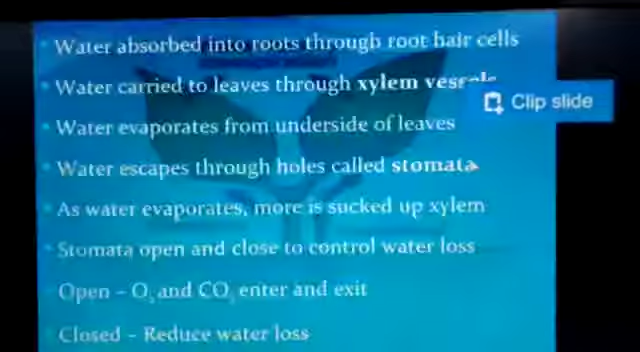 Water absorbed into roots through root hair cells
Water carried to leaves through xylem vessels
Clip slide
Water evaporates from underside of leaves
Water escapes through holes called stomata
As water evaporates, more is sucked up xylem
Stomata open and close to control water loss
Open – O₂ and CO₂ enter and exit
Closed – Reduce water loss